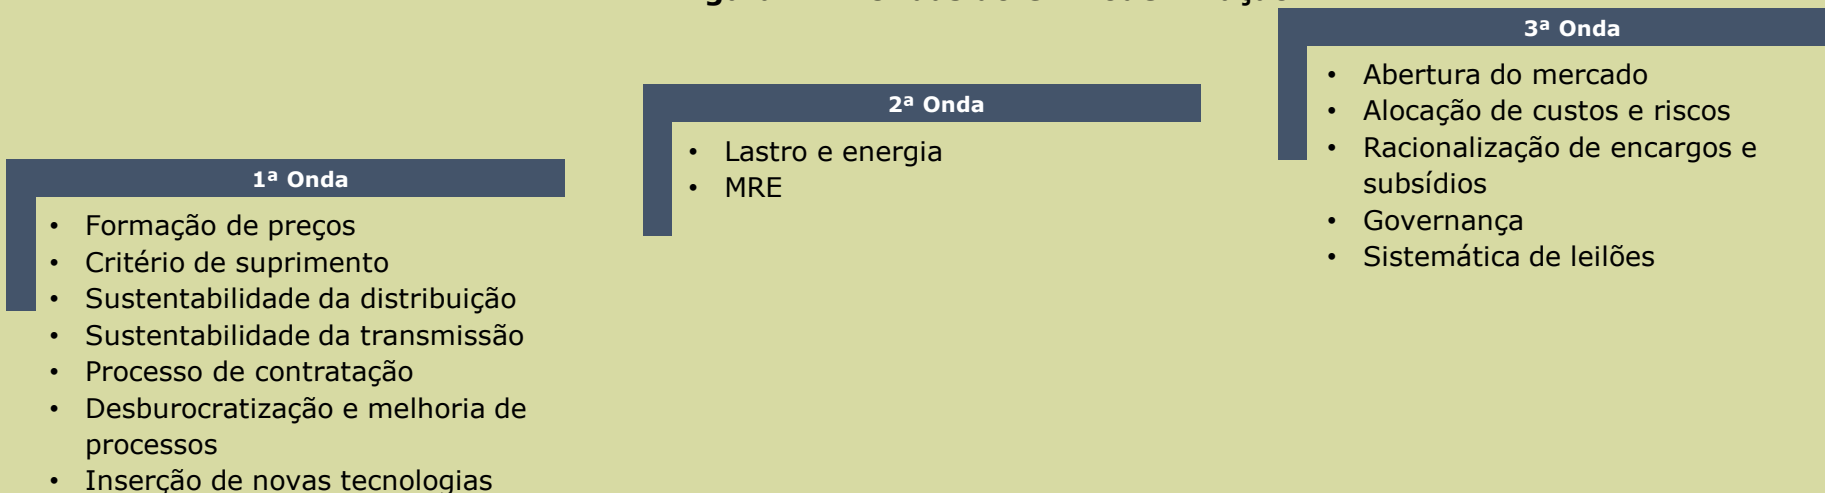 1ª Onda
• Formação de preços
• Critério de suprimento
• Sustentabilidade da distribuição
• Sustentabilidade da transmissão
• Processo de contratação
• Desburocratização e melhoria de
processos
• Inserção de novas tecnologias
2ª Onda
• Lastro e energia
• MRE
3ª Onda
• Abertura do mercado
• Alocação de custos e riscos
• Racionalização de encargos e
subsídios
• Governança
• Sistemática de leilões